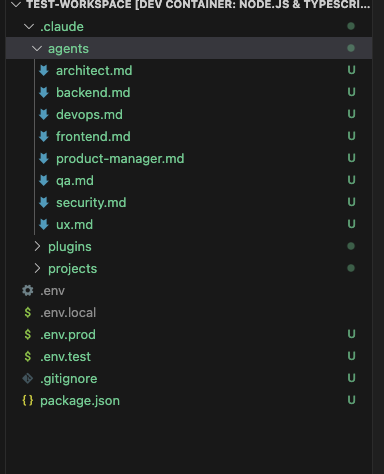 TEST-WORKSPACE [DEV CONTAINER: NODE.JS & TYPESCRI...
.claude
agents
architect.md U
backend.md U
devops.md U
frontend.md U
product-manager.md U
qa.md U
security.md U
ux.md U
plugins
projects
.env
$ .env.local
$ .env.prod U
$ .env.test U
.gitignore U
{} package.json U